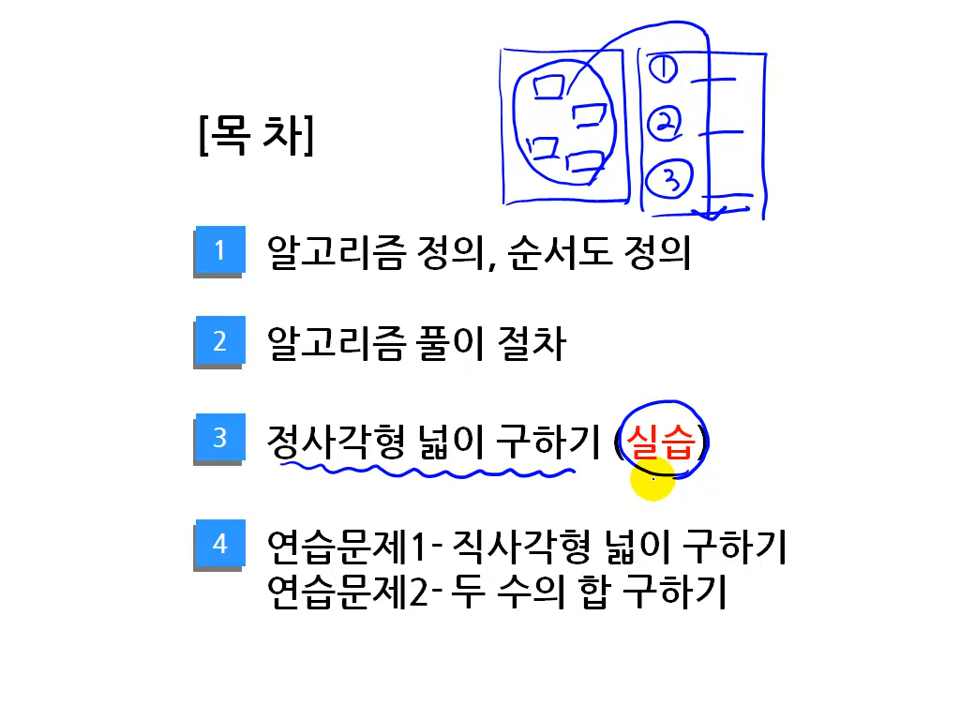 [목 차]
①
②
③
1 알고리즘 정의, 순서도 정의
2 알고리즘 풀이 절차
3 정사각형 넓이 구하기 (실습)
4 연습문제1- 직사각형 넓이 구하기
연습문제2- 두 수의 합 구하기